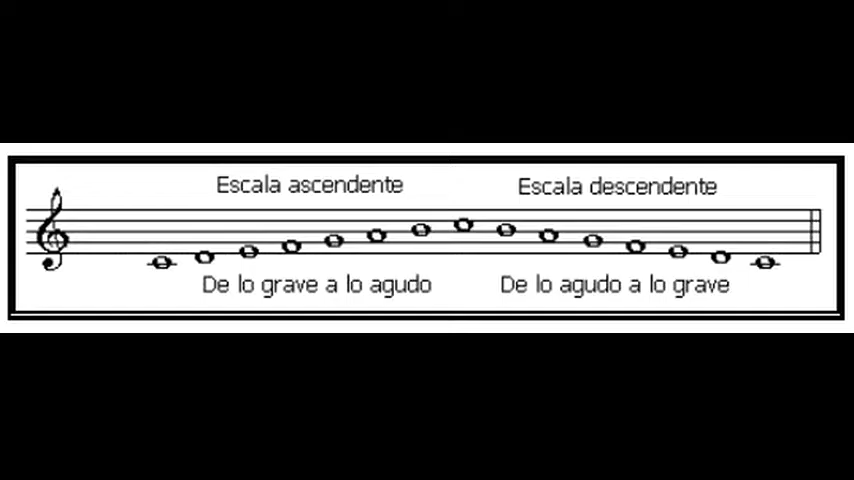 Escala ascendente
Escala descendente
De lo grave a lo agudo
De lo agudo a lo grave